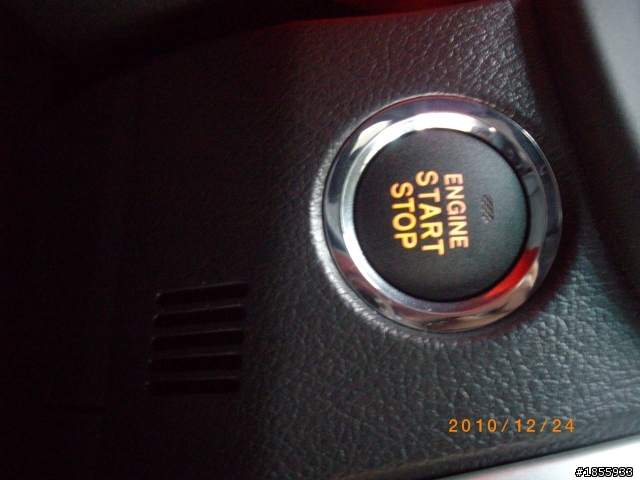 ENGINE
START
STOP
2010/12/24
#1855933